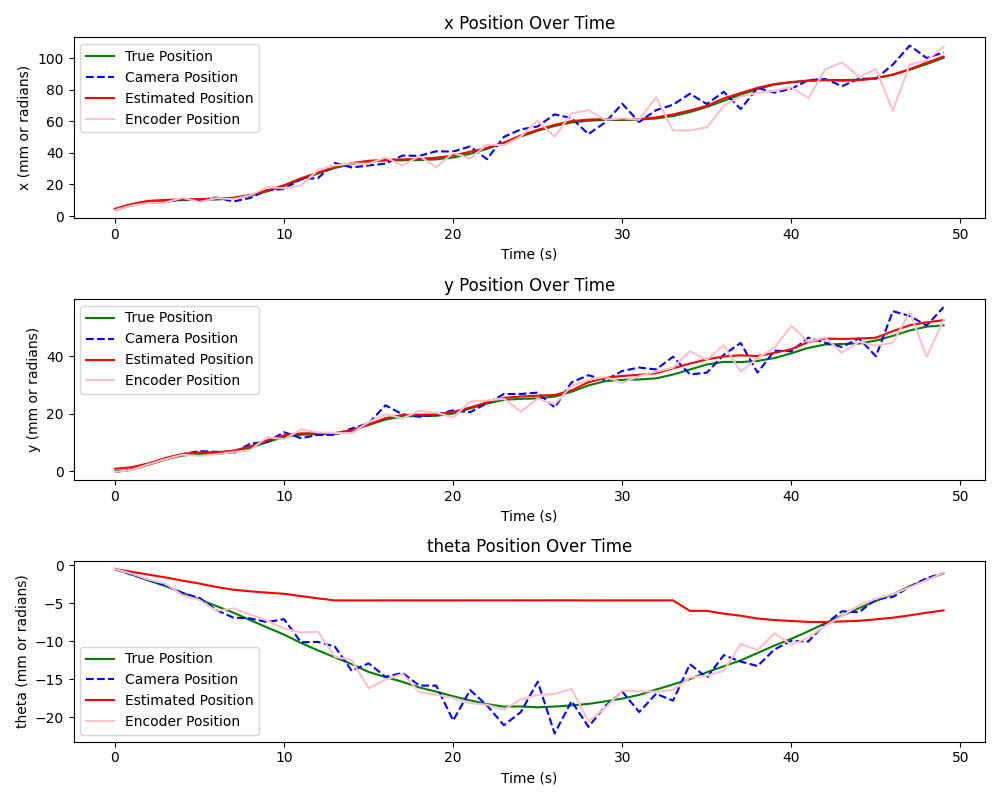 x Position Over Time
x (mm or radians)
100
80
60
40
20
0
True Position
Camera Position
Estimated Position
Encoder Position
0 10 20 30 40 50
Time (s)
y Position Over Time
y (mm or radians)
40
20
0
True Position
Camera Position
Estimated Position
Encoder Position
0 10 20 30 40 50
Time (s)
theta Position Over Time
theta (mm or radians)
0
−5
−10
−15
−20
True Position
Camera Position
Estimated Position
Encoder Position
0 10 20 30 40 50
Time (s)